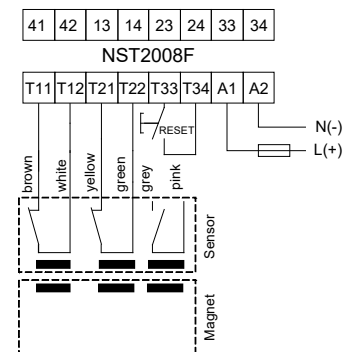 41 42 13 14 23 24 33 34
NST2008F
T11 T12 T21 T22 T33 T34 A1 A2
RESET
N(-)
L(+)
brown white yellow green grey pink
Sensor
Magnet